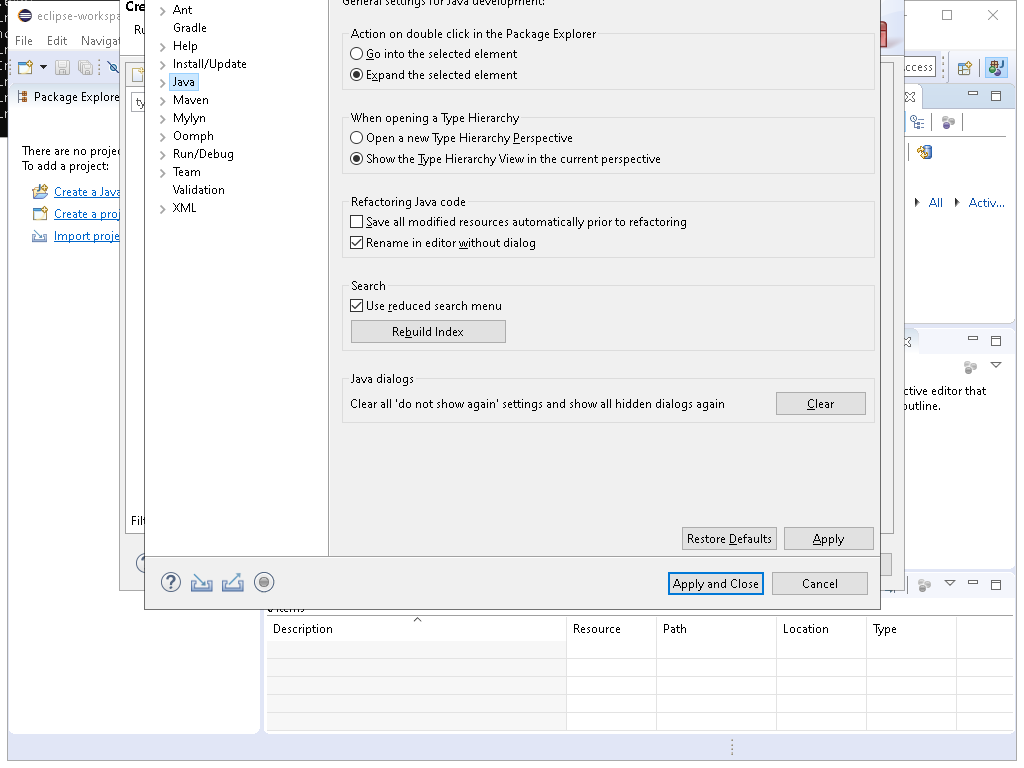 eclipse-workspa
Cre
File Edit Navigat
Ru
Package Explore
ty
There are no projec
To add a project:
Create a Java
Create a proj
Import proje
Filt
Ant
Gradle
Help
Install/Update
Java
Maven
Mylyn
Oomph
Run/Debug
Team
Validation
XML
General settings for Java development:
Action on double click in the Package Explorer
Go into the selected element
Expand the selected element
When opening a Type Hierarchy
Open a new Type Hierarchy Perspective
Show the Type Hierarchy View in the current perspective
Refactoring Java code
Save all modified resources automatically prior to refactoring
Rename in editor without dialog
Search
Use reduced search menu
Rebuild Index
Java dialogs
Clear all 'do not show again' settings and show all hidden dialogs again
Clear
Restore Defaults
Apply
Apply and Close
Cancel
ccess
All
Activ...
ctive editor that
outline.
items
Description Resource Path Location Type